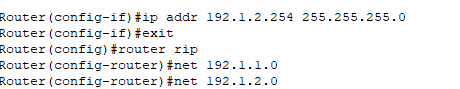 Router(config-if)#ip addr 192.1.2.254 255.255.255.0
Router(config-if)#exit
Router(config)#router rip
Router(config-router)#net 192.1.1.0
Router(config-router)#net 192.1.2.0